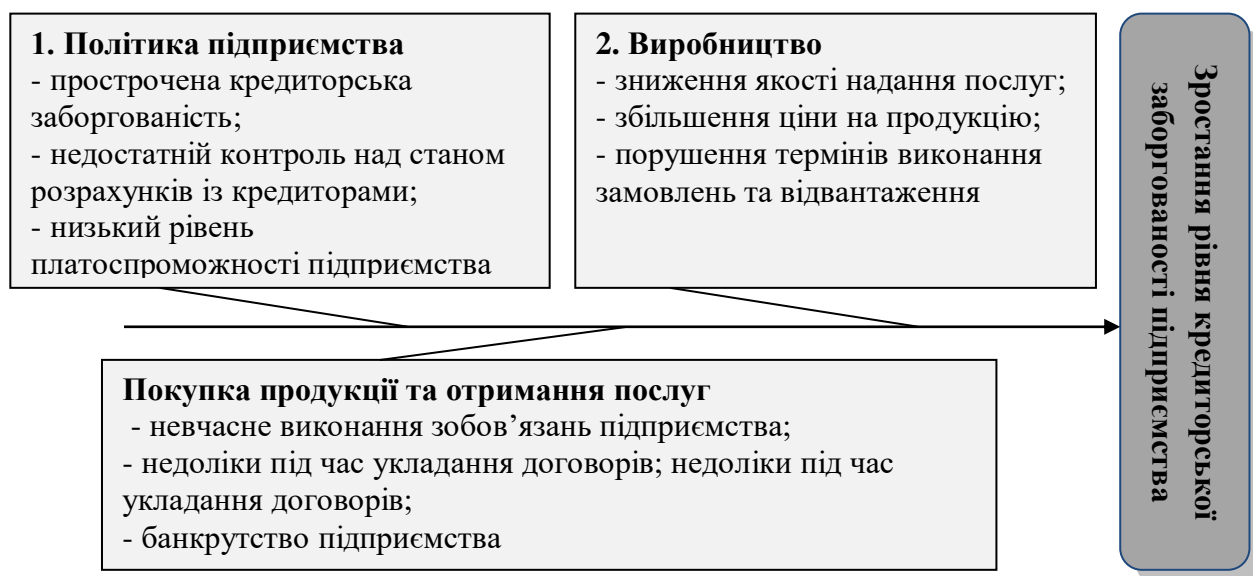 1. Політика підприємства
- прострочена кредиторська
заборгованість;
- недостатній контроль над станом
розрахунків із кредиторами;
- низький рівень
платоспроможності підприємства
2. Виробництво
- зниження якості надання послуг;
- збільшення ціни на продукцію;
- порушення термінів виконання
замовлень та відвантаження
Покупка продукції та отримання послуг
- невчасне виконання зобов’язань підприємства;
- недоліки під час укладання договорів; недоліки під час
укладання договорів;
- банкрутство підприємства
Зростання рівня кредиторської
заборгованості підприємства